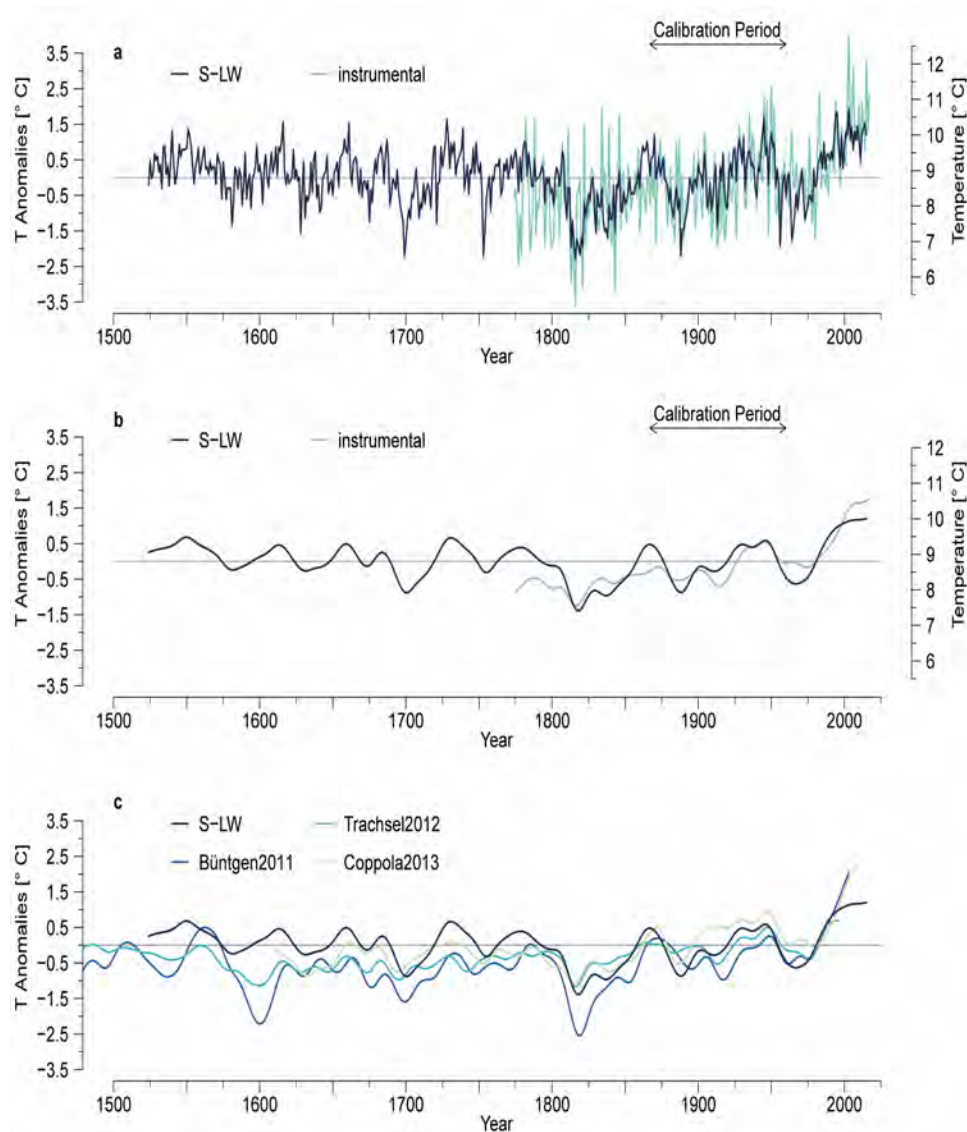 Calibration Period
a
S−LW instrumental
T Anomalies [° C]
3.5
2.5
1.5
0.5
−0.5
−1.5
−2.5
−3.5
Temperature [° C]
12
11
10
9
8
7
6
1500 1600 1700 1800 1900 2000
Year
Calibration Period
b
S−LW instrumental
T Anomalies [° C]
3.5
2.5
1.5
0.5
−0.5
−1.5
−2.5
−3.5
Temperature [° C]
12
11
10
9
8
7
6
1500 1600 1700 1800 1900 2000
Year
c
S−LW Trachsel2012
Büntgen2011 Coppola2013
T Anomalies [° C]
3.5
2.5
1.5
0.5
−0.5
−1.5
−2.5
−3.5
1500 1600 1700 1800 1900 2000
Year